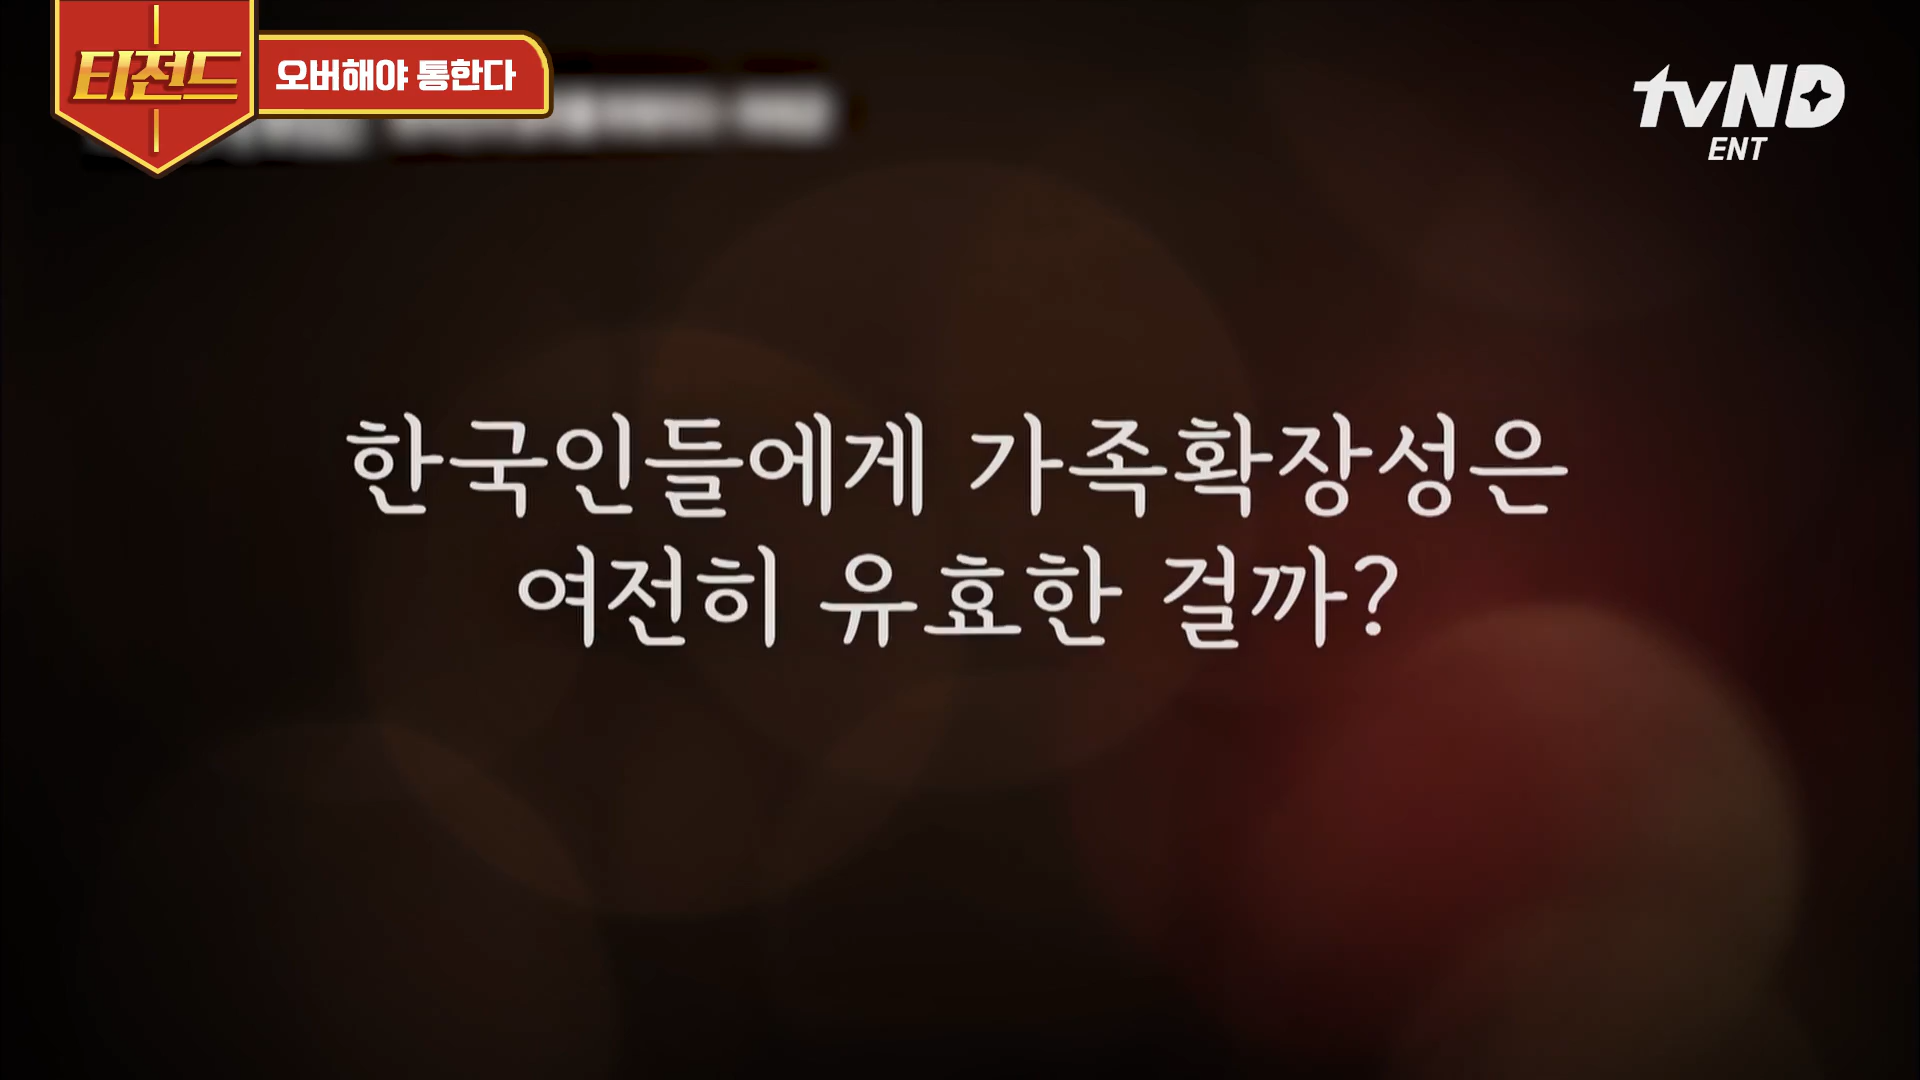 티전드
오버해야 통한다
tvND
ENT
한국인들에게 가족확장성은
여전히 유효한 걸까?